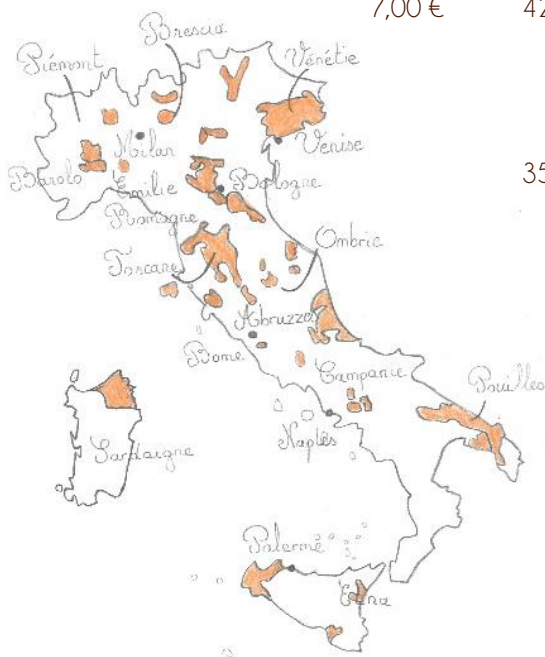 7,00 € 42
Brescia
Piémont
Vénétie
Milan
Venise
35
Barolo
Emilie
Bologne
Romagne
Ombrie
Toscane
Abruzzes
Rome
Campanie
Pouilles
Naples
Sardaigne
Palerme
Etna